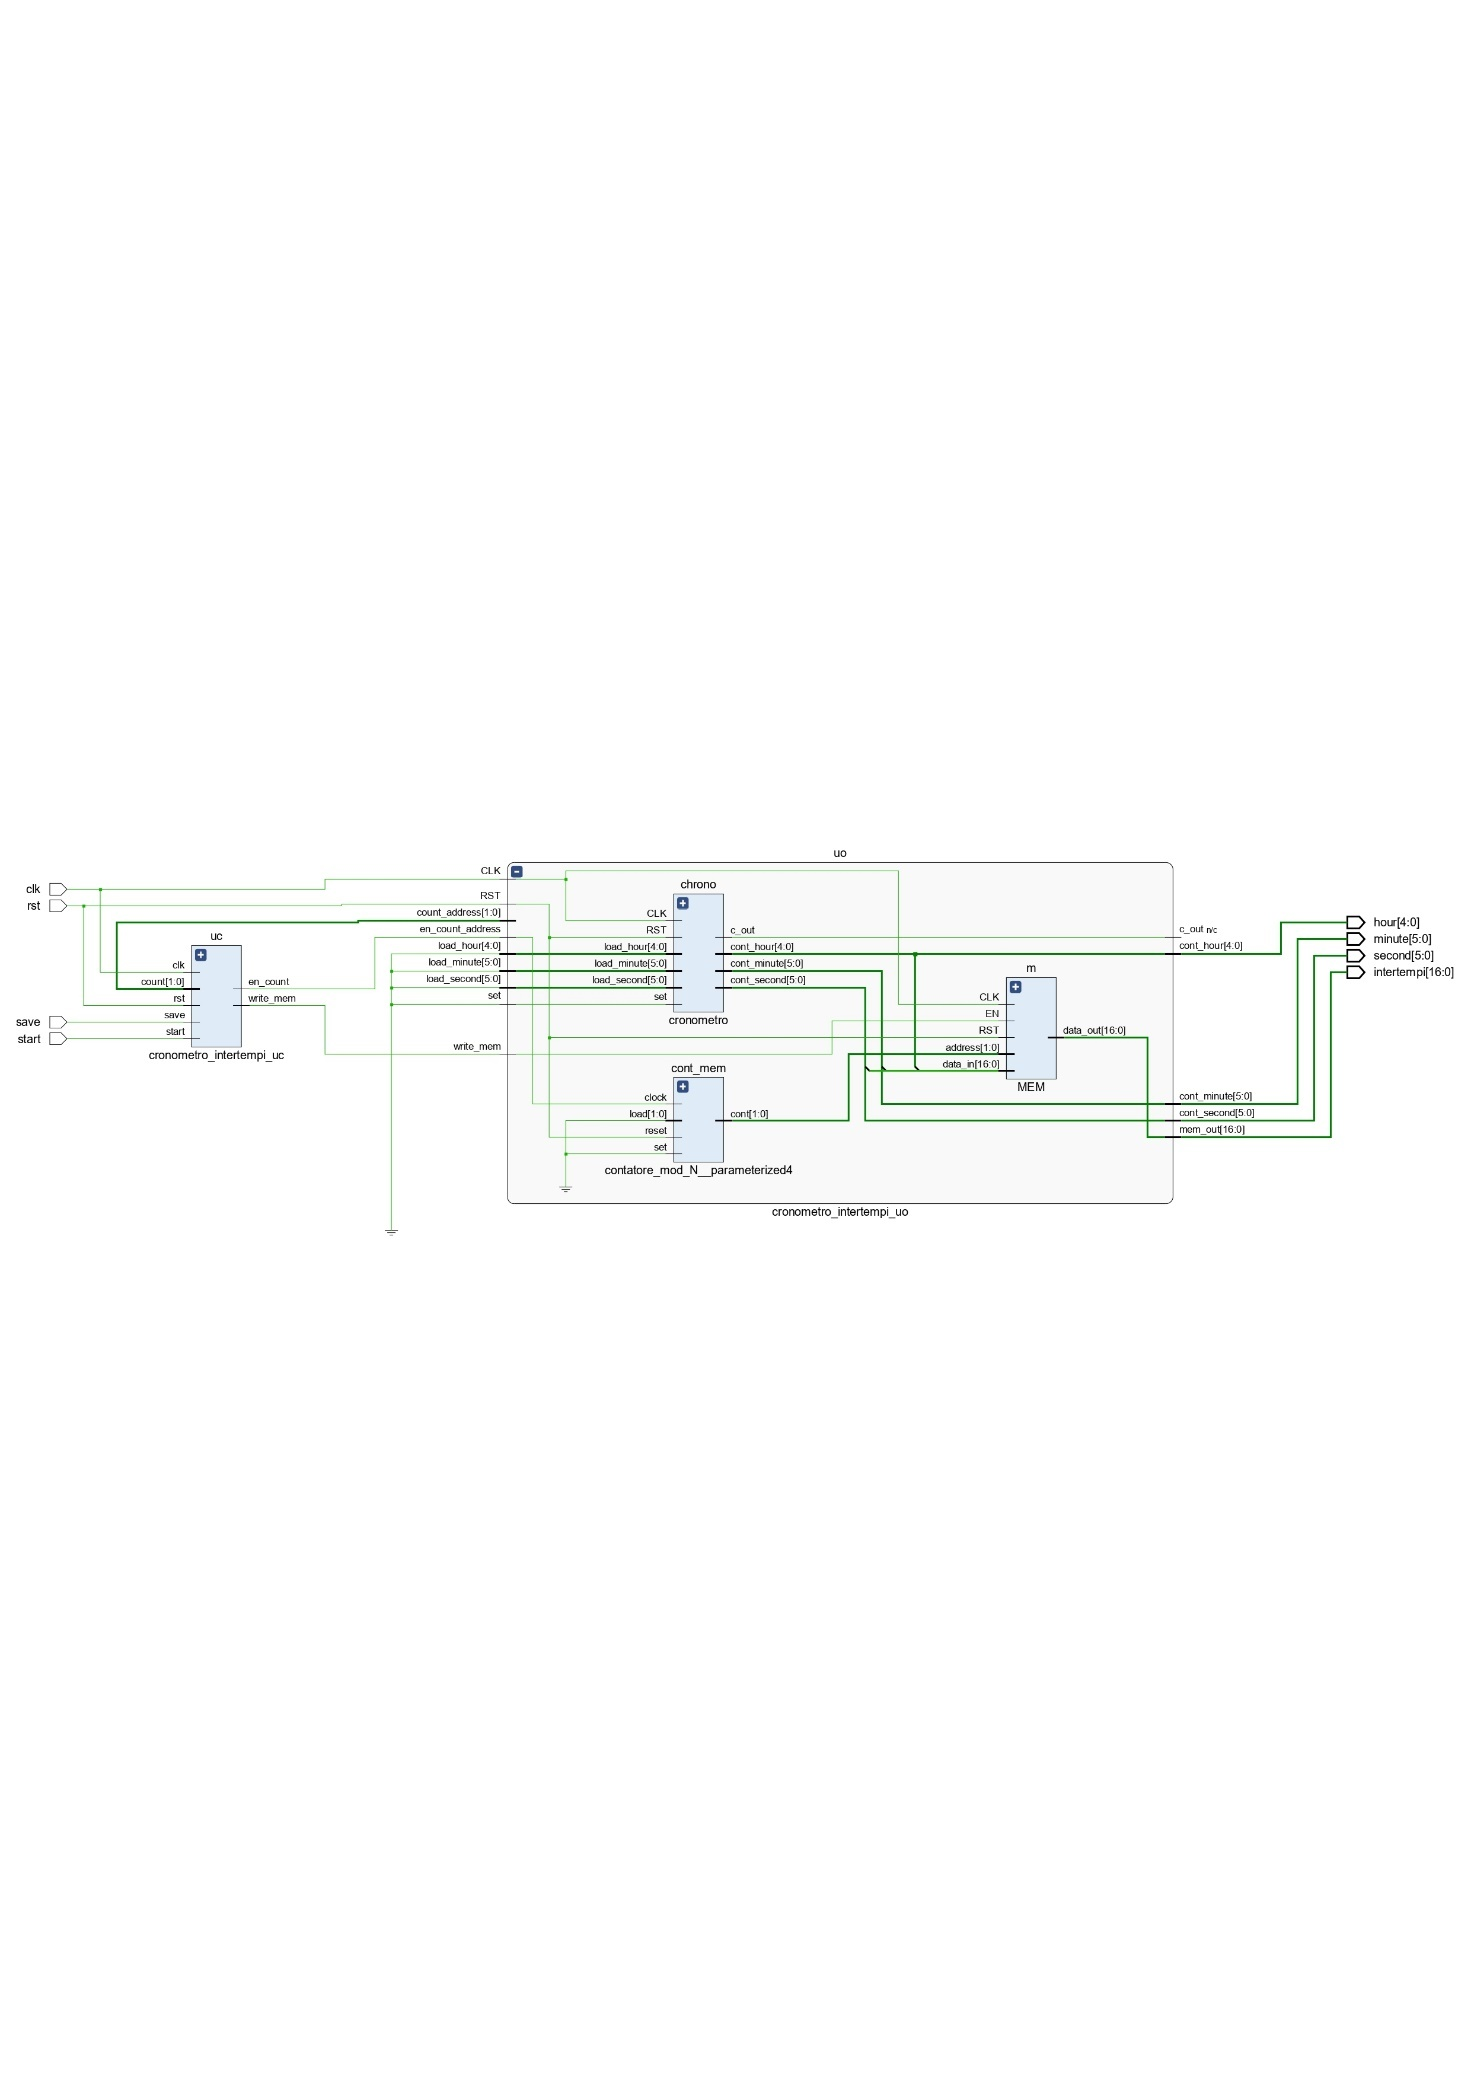 clk
rst
save
start
uc
clk
count[1:0]
rst
save
start
en_count
write_mem
cronometro_intertempi_uc
uo
CLK
RST
count_address[1:0]
en_count_address
load_hour[4:0]
load_minute[5:0]
load_second[5:0]
set
write_mem
chrono
CLK
RST
load_hour[4:0]
load_minute[5:0]
load_second[5:0]
set
c_out
cont_hour[4:0]
cont_minute[5:0]
cont_second[5:0]
cronometro
cont_mem
clock
load[1:0]
reset
set
cont[1:0]
contatore_mod_N__parameterized4
m
CLK
EN
RST
address[1:0]
data_in[16:0]
data_out[16:0]
MEM
c_out n/c
cont_hour[4:0]
cont_minute[5:0]
cont_second[5:0]
mem_out[16:0]
cronometro_intertempi_uo
hour[4:0]
minute[5:0]
second[5:0]
intertempi[16:0]